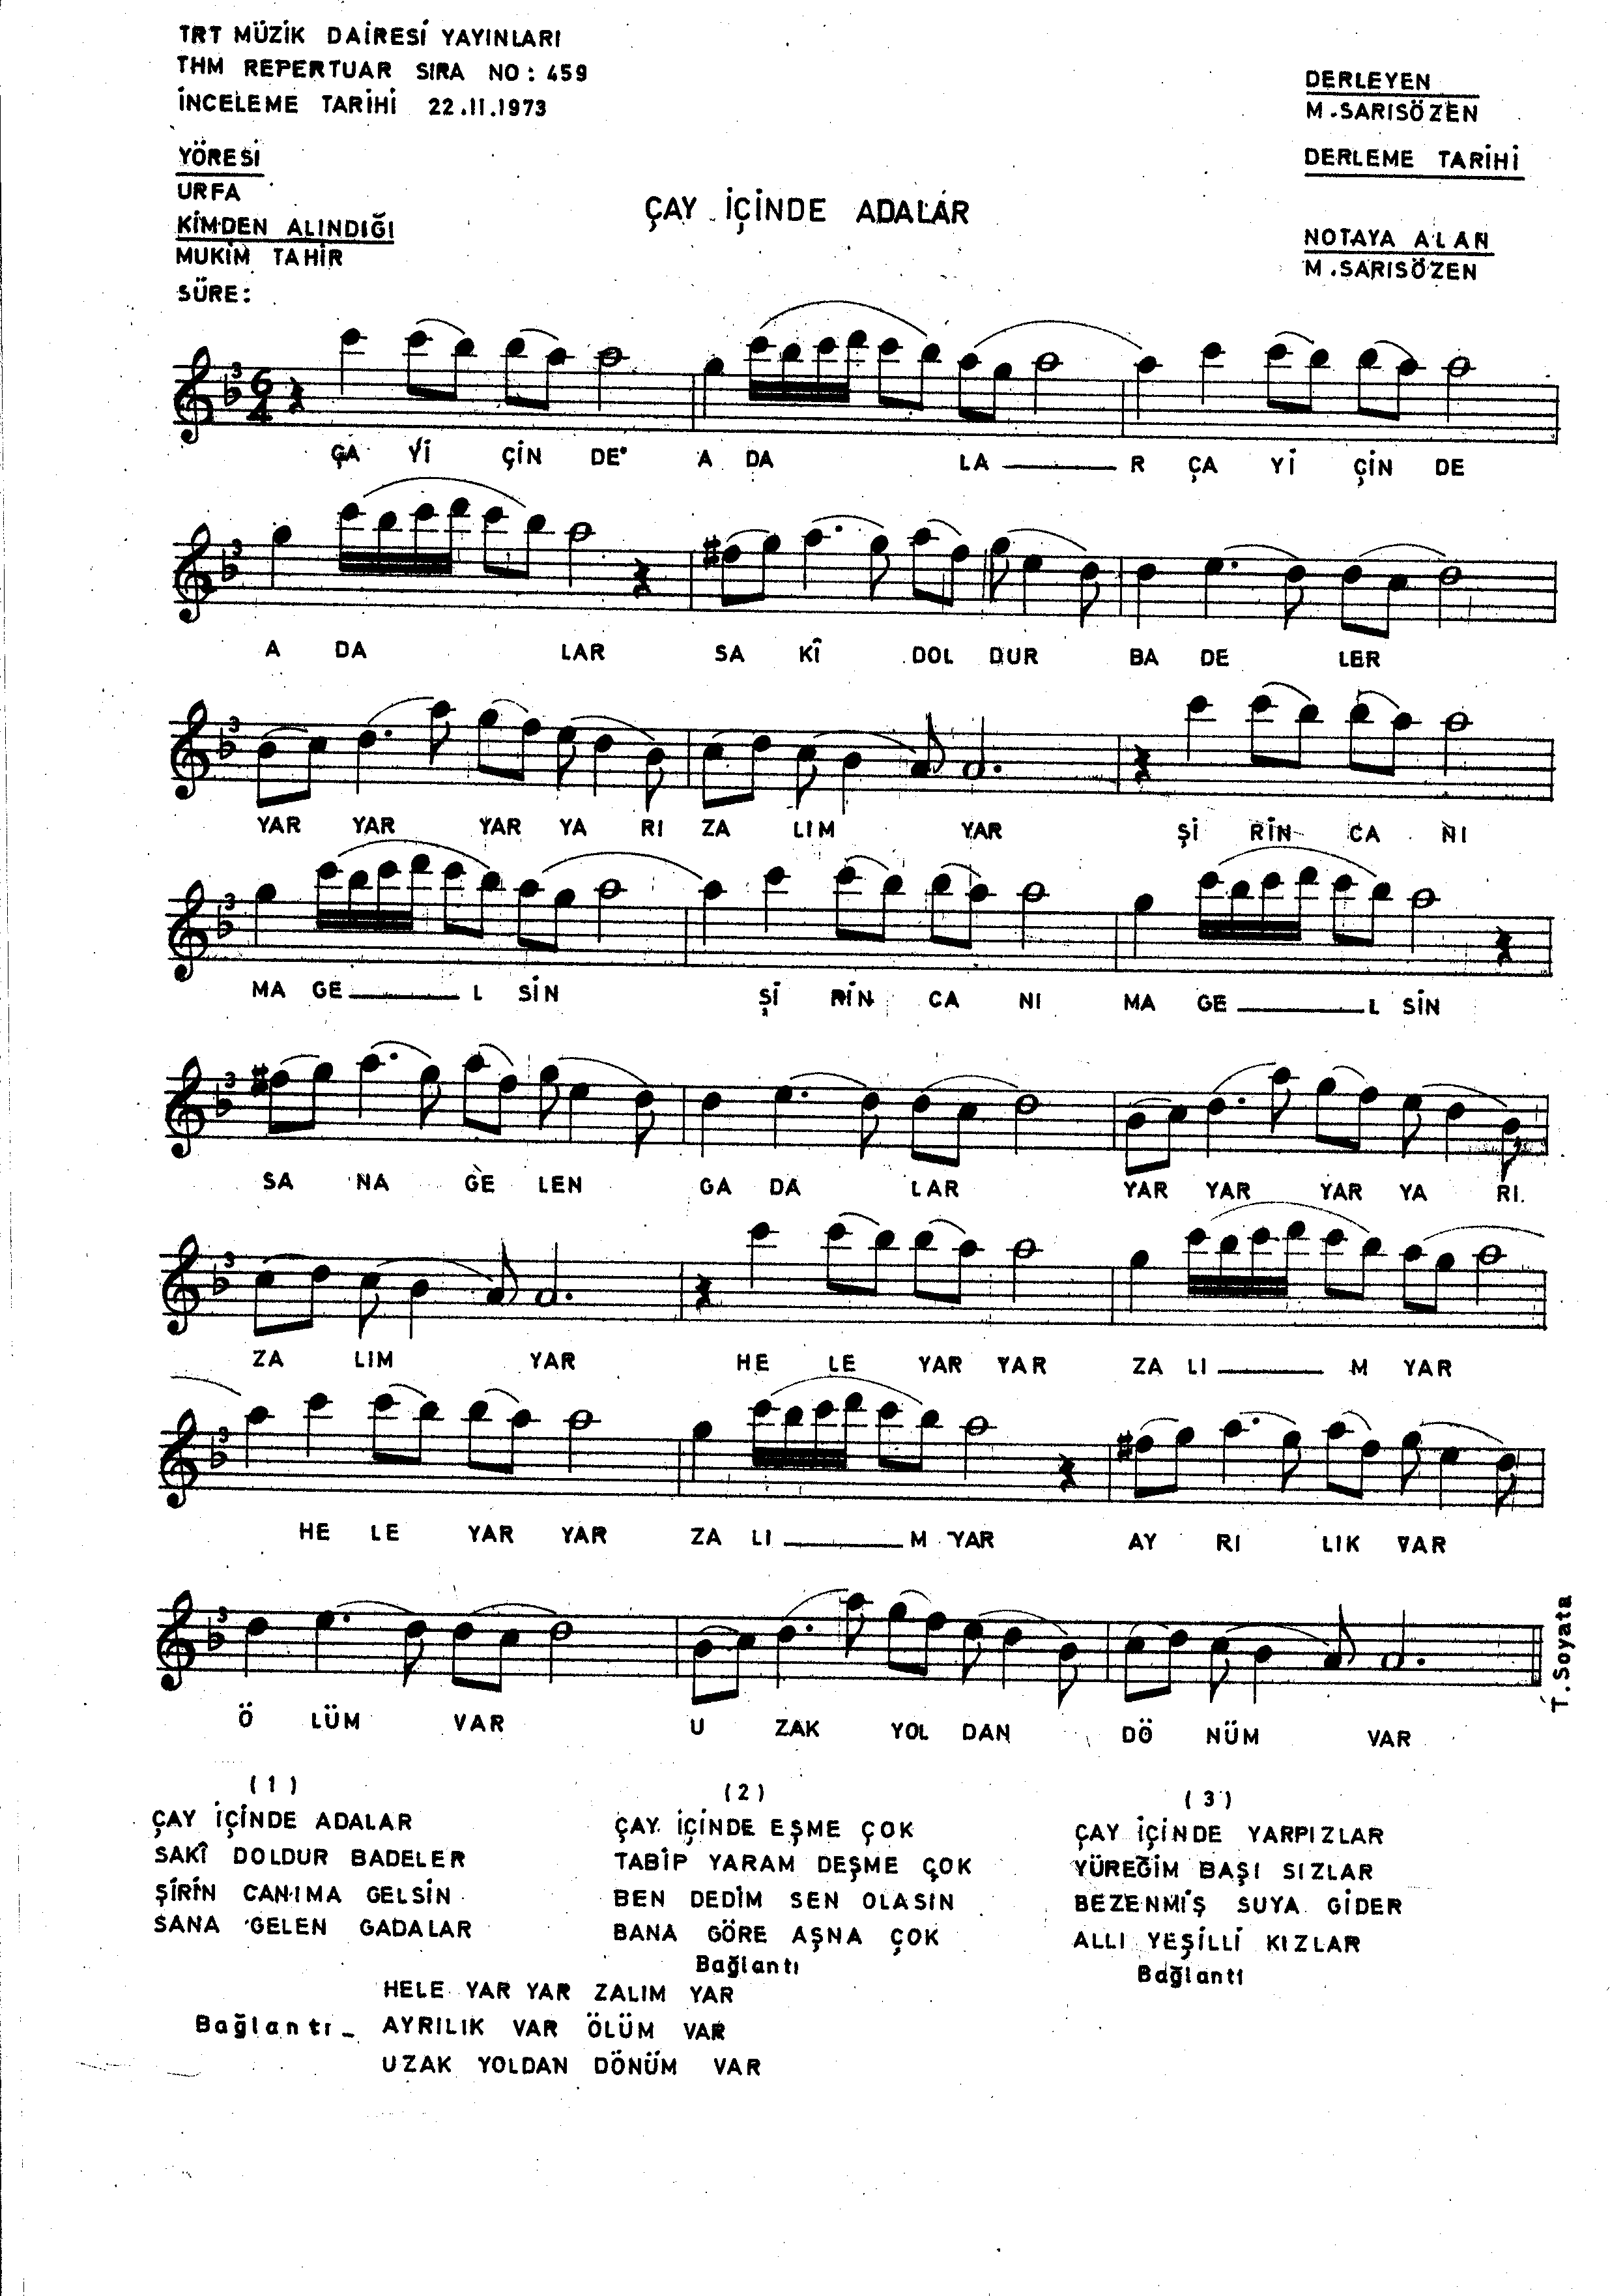 TRT MÜZİK DAİRESİ YAYINLARI
THM REPERTUAR SIRA NO: 459
İNCELEME TARİHİ 22.11.1973
YÖRESİ
URFA
KİMDEN ALINDIĞI
MUKİM TAHİR
SÜRE:
ÇAY İÇİNDE ADALAR
DERLEYEN
M.SARISÖZEN
DERLEME TARİHİ
NOTAYA ALAN
M.SARISÖZEN
3 6 4
ÇA Yİ ÇİN DE A DA LA R ÇA Yİ ÇİN DE
3
A DA LAR SA KÎ DOL DUR BA DE LER
3
YAR YAR YAR YA RI ZA LIM YAR Şİ RİN CA NI
3
MA GE L SİN Şİ RİN CA NI MA GE L SİN
3
SA NA GE LEN GA DA LAR YAR YAR YAR YA RI
3
ZA LIM YAR HE LE YAR YAR ZA LI M YAR
3
HE LE YAR YAR ZA LI M YAR AY RI LIK VAR
3
Ö LÜM VAR U ZAK YOL DAN DÖ NÜM VAR
T.Soyata
(1)
ÇAY İÇİNDE ADALAR
SAKÎ DOLDUR BADELER
ŞİRİN CANIMA GELSİN
SANA GELEN GADALAR
(2)
ÇAY İÇİNDE EŞME ÇOK
TABİP YARAM DEŞME ÇOK
BEN DEDİM SEN OLASIN
BANA GÖRE AŞNA ÇOK
Bağlantı
(3)
ÇAY İÇİNDE YARPIZLAR
YÜREĞİM BAŞI SIZLAR
BEZENMİŞ SUYA GİDER
ALLI YEŞİLLİ KIZLAR
Bağlantı
HELE YAR YAR ZALIM YAR
Bağlantı_ AYRILIK VAR ÖLÜM VAR
UZAK YOLDAN DÖNÜM VAR